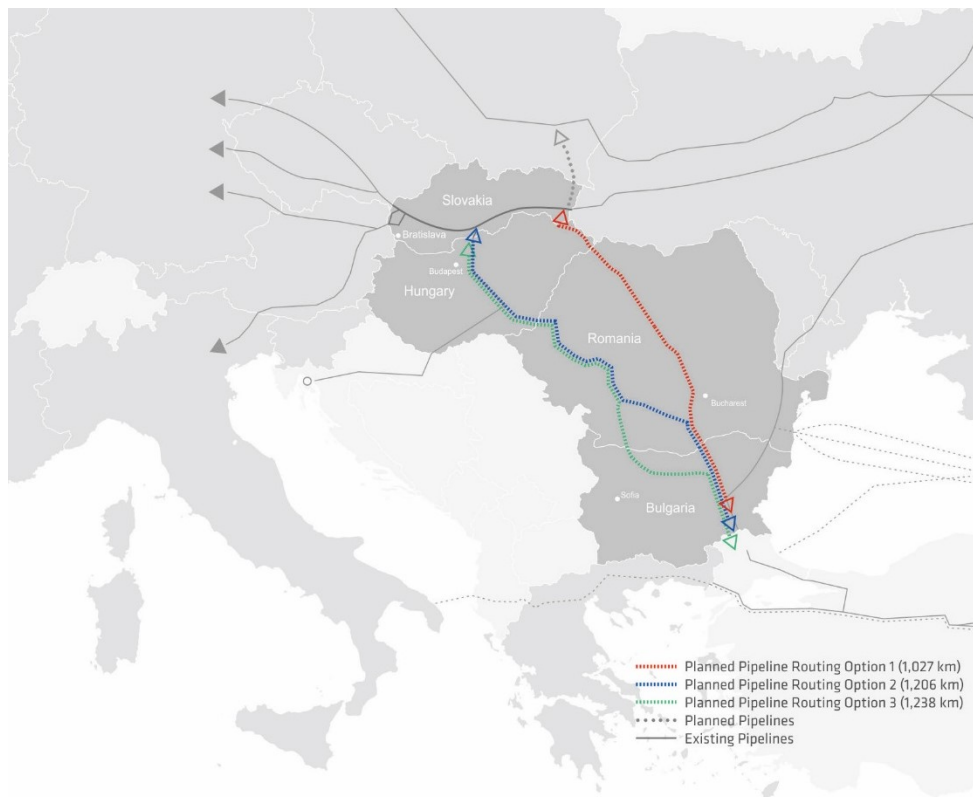 Slovakia
Bratislava
Budapest
Hungary
Romania
Bucharest
Sofia
Bulgaria
Planned Pipeline Routing Option 1 (1,027 km)
Planned Pipeline Routing Option 2 (1,206 km)
Planned Pipeline Routing Option 3 (1,238 km)
Planned Pipelines
Existing Pipelines